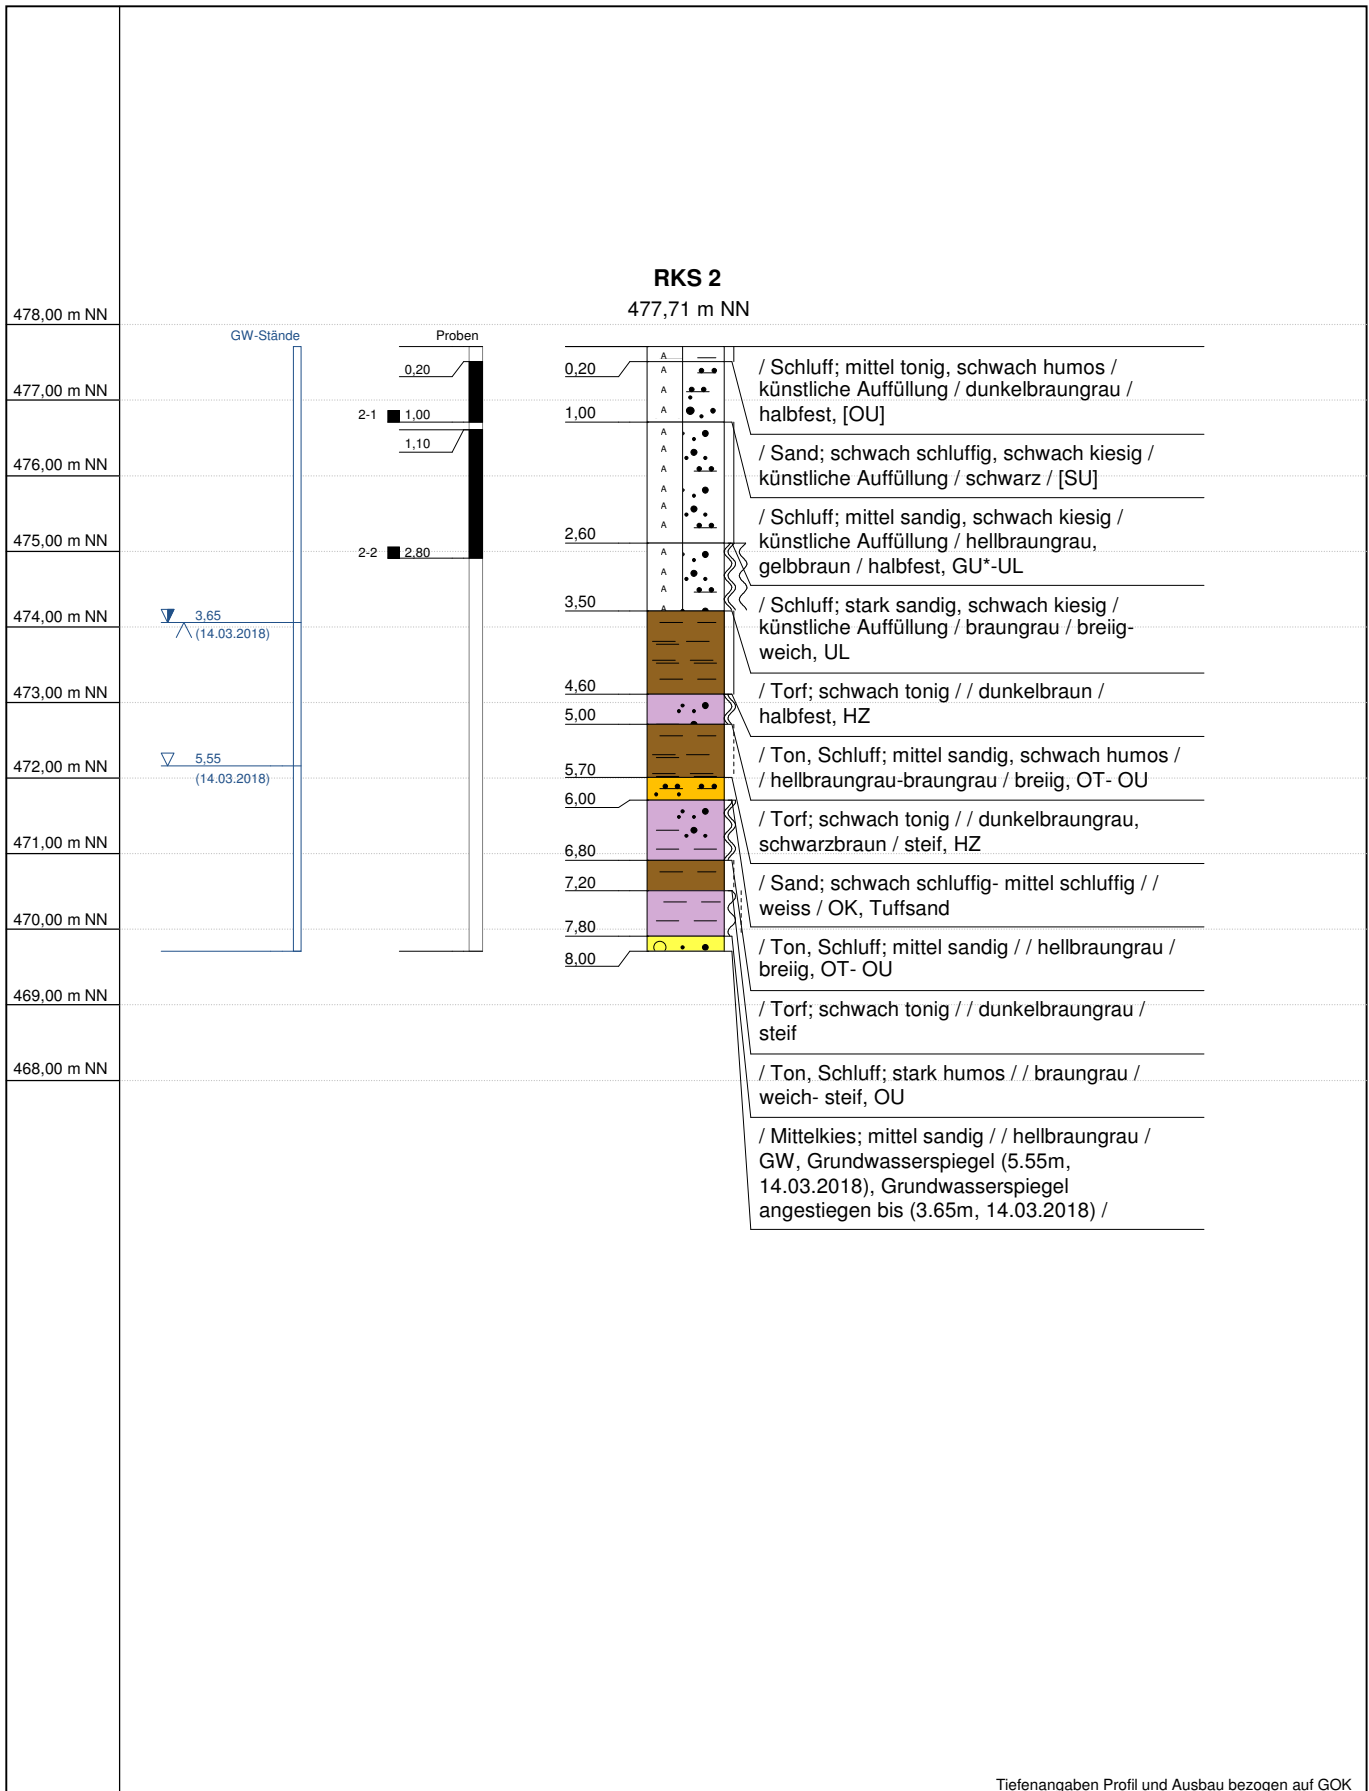 RKS 2
477,71 m NN
478,00 m NN
477,00 m NN
476,00 m NN
475,00 m NN
474,00 m NN
473,00 m NN
472,00 m NN
471,00 m NN
470,00 m NN
469,00 m NN
468,00 m NN
GW-Stände
3,65
(14.03.2018)
5,55
(14.03.2018)
Proben
0,20
2-1 1,00
1,10
2-2 2,80
0,20
1,00
2,60
3,50
4,60
5,00
5,70
6,00
6,80
7,20
7,80
8,00
A
A
A
A
A
A
A
A
A
A
A
A
A
A
/ Schluff; mittel tonig, schwach humos /
künstliche Auffüllung / dunkelbraungrau /
halbfest, [OU]
/ Sand; schwach schluffig, schwach kiesig /
künstliche Auffüllung / schwarz / [SU]
/ Schluff; mittel sandig, schwach kiesig /
künstliche Auffüllung / hellbraungrau,
gelbbraun / halbfest, GU*-UL
/ Schluff; stark sandig, schwach kiesig /
künstliche Auffüllung / braungrau / breiig-
weich, UL
/ Torf; schwach tonig / / dunkelbraun /
halbfest, HZ
/ Ton, Schluff; mittel sandig, schwach humos /
/ hellbraungrau-braungrau / breiig, OT- OU
/ Torf; schwach tonig / / dunkelbraungrau,
schwarzbraun / steif, HZ
/ Sand; schwach schluffig- mittel schluffig / /
weiss / OK, Tuffsand
/ Ton, Schluff; mittel sandig / / hellbraungrau /
breiig, OT- OU
/ Torf; schwach tonig / / dunkelbraungrau /
steif
/ Ton, Schluff; stark humos / / braungrau /
weich- steif, OU
/ Mittelkies; mittel sandig / / hellbraungrau /
GW, Grundwasserspiegel (5.55m,
14.03.2018), Grundwasserspiegel
angestiegen bis (3.65m, 14.03.2018) /
Tiefenangaben Profil und Ausbau bezogen auf GOK